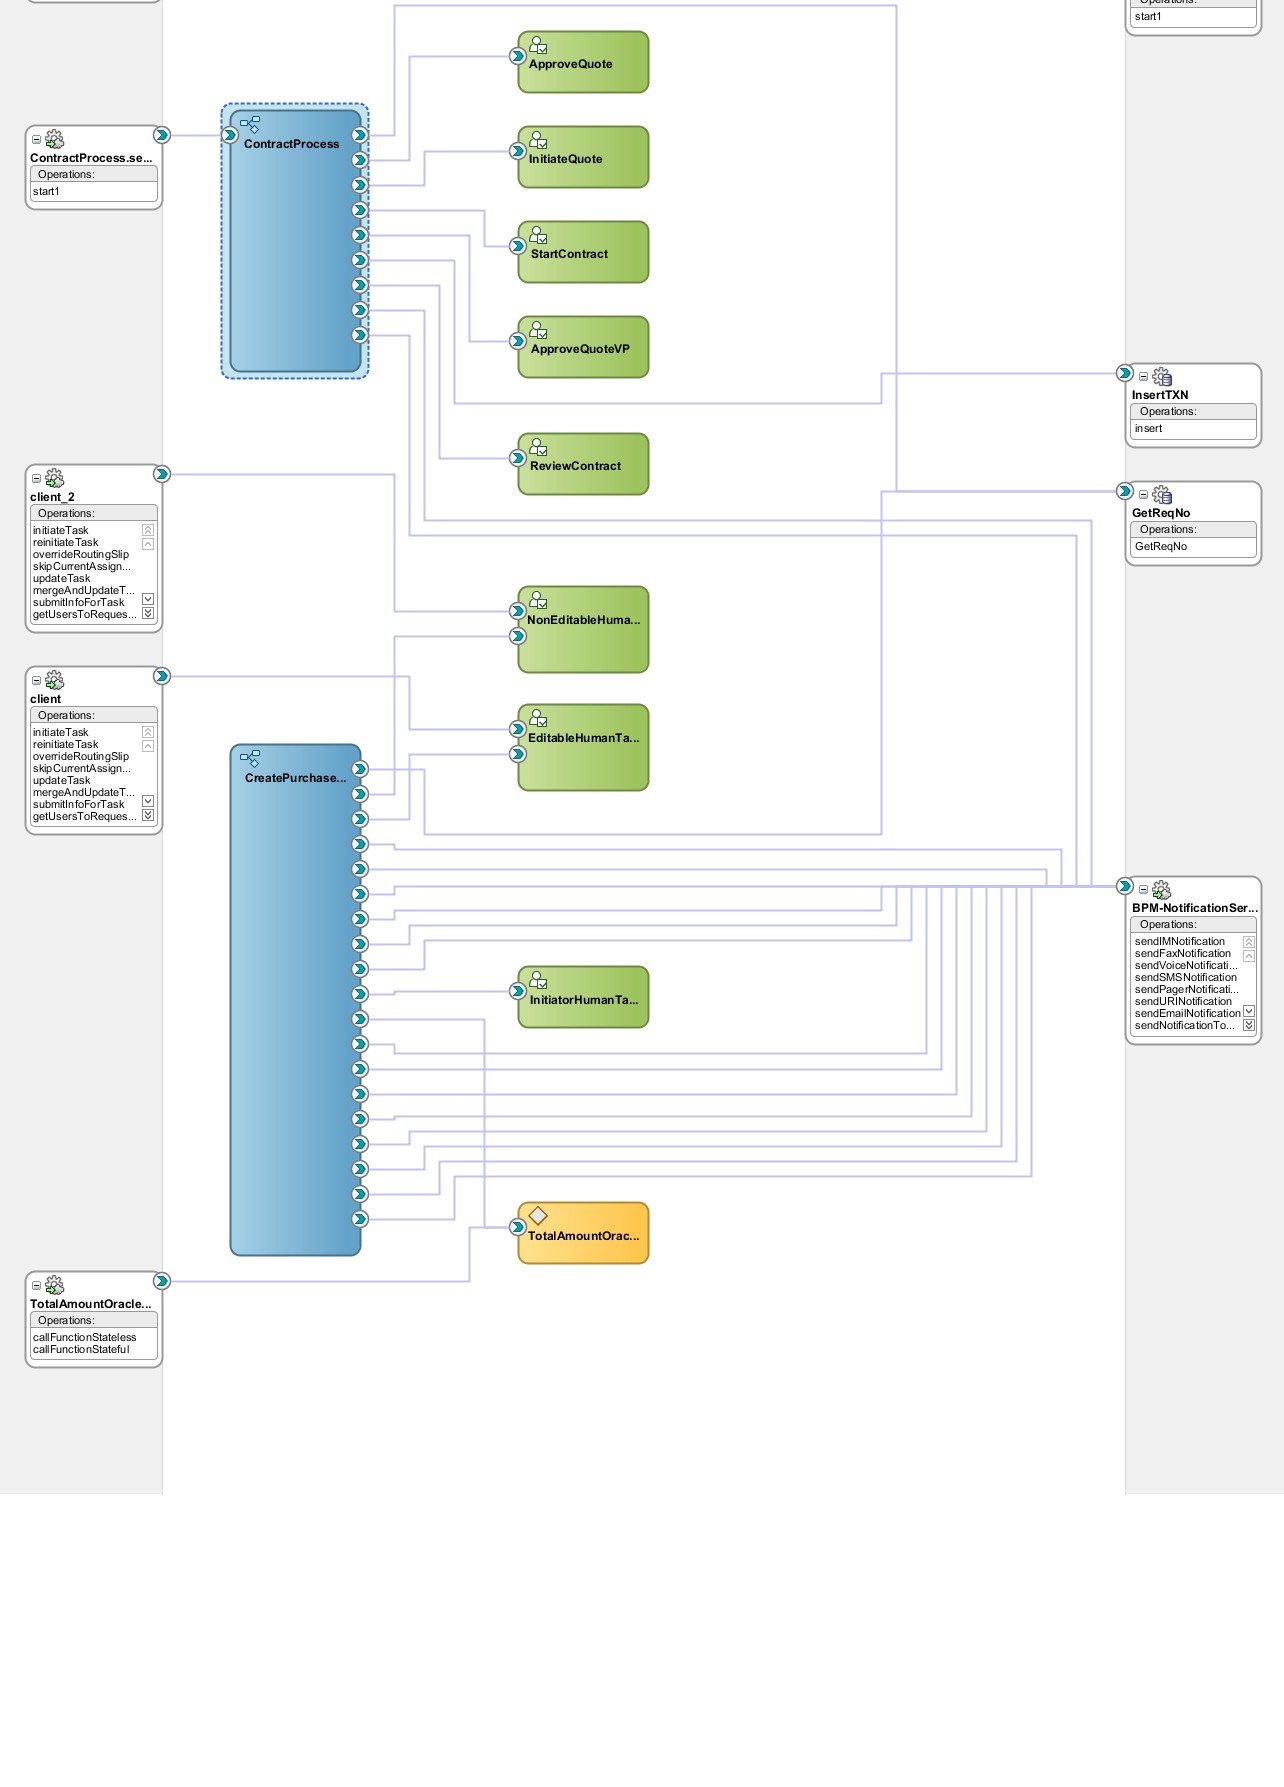 Operations:
start1
ApproveQuote
ContractProcess
ContractProcess.se...
Operations:
start1
InitiateQuote
StartContract
ApproveQuoteVP
InsertTXN
Operations:
insert
ReviewContract
client_2
Operations:
initiateTask
reinitiateTask
overrideRoutingSlip
skipCurrentAssign...
updateTask
mergeAndUpdateT...
submitInfoForTask
getUsersToReques...
GetReqNo
Operations:
GetReqNo
NonEditableHuma...
client
Operations:
initiateTask
reinitiateTask
overrideRoutingSlip
skipCurrentAssign...
updateTask
mergeAndUpdateT...
submitInfoForTask
getUsersToReques...
EditableHumanTa...
CreatePurchase...
BPM-NotificationSer...
Operations:
sendIMNotification
sendFaxNotification
sendVoiceNotificati...
sendSMSNotification
sendPagerNotificati...
sendURINotification
sendEmailNotification
sendNotificationTo...
InitiatorHumanTa...
TotalAmountOrac...
TotalAmountOracle...
Operations:
callFunctionStateless
callFunctionStateful